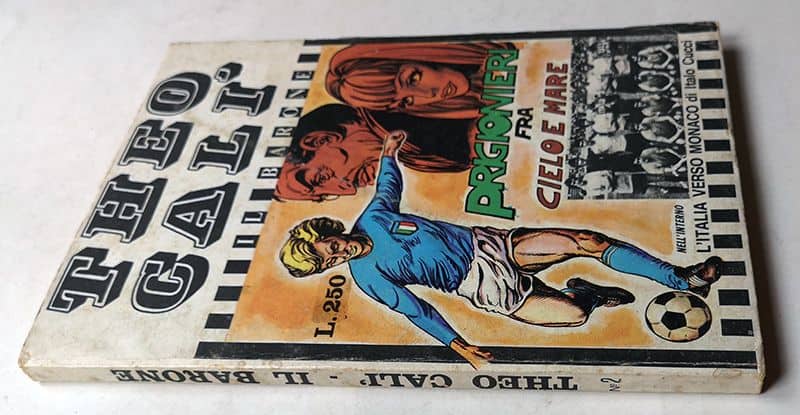 THEO
CALI'
IL BARONE
PRIGIONIERI
FRA
CIELO E MARE
L. 250
NELL'INTERNO
L'ITALIA VERSO MONACO di Italo Cucci
THEO CALI' - IL BARONE
N° 2